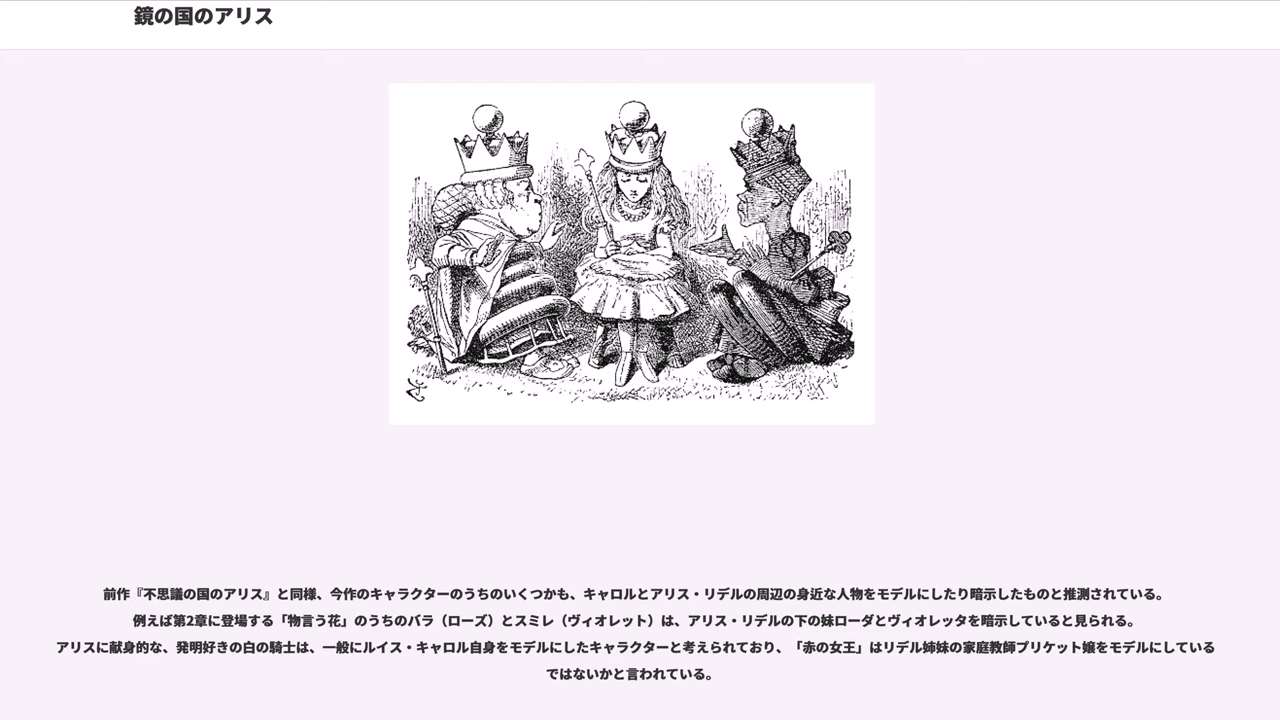 鏡の国のアリス
前作『不思議の国のアリス』と同様、今作のキャラクターのうちのいくつかも、キャロルとアリス・リデルの周辺の身近な人物をモデルにしたり暗示したものと推測されている。
例えば第2章に登場する「物言う花」のうちのバラ（ローズ）とスミレ（ヴィオレット）は、アリス・リデルの下の妹ローダとヴィオレッタを暗示していると見られる。
アリスに献身的な、発明好きの白の騎士は、一般にルイス・キャロル自身をモデルにしたキャラクターと考えられており、「赤の女王」はリデル姉妹の家庭教師プリケット嬢をモデルにしている
ではないかと言われている。